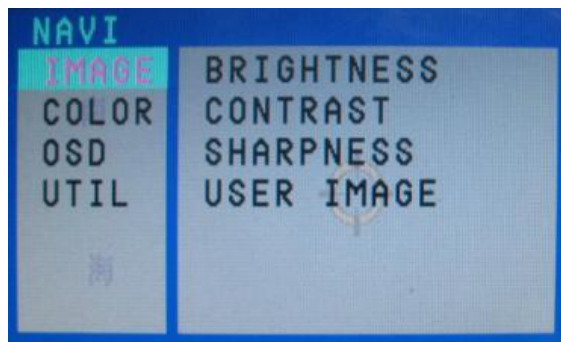 NAVI
IMAGE
COLOR
OSD
UTIL
BRIGHTNESS
CONTRAST
SHARPNESS
USER IMAGE